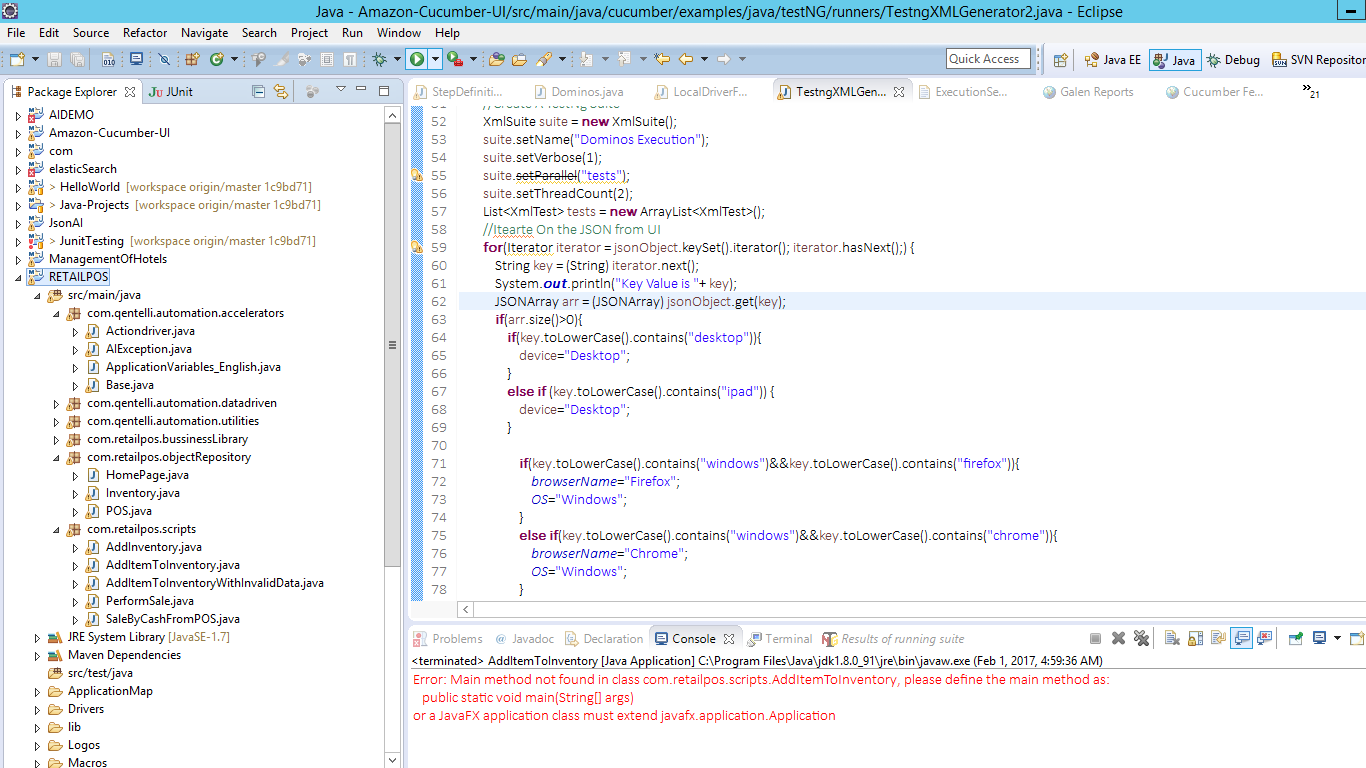 Java - Amazon-Cucumber-UI/src/main/java/cucumber/examples/java/testNG/runners/TestngXMLGenerator2.java - Eclipse
File Edit Source Refactor Navigate Search Project Run Window Help
Quick Access Java EE Java Debug SVN Repositor
Package Explorer JUnit
StepDefiniti... Dominos.java LocalDriverF... TestngXMLGen... ExecutionSe... Galen Reports Cucumber Fe... »21
AIDEMO
Amazon-Cucumber-UI
com
elasticSearch
> HelloWorld [workspace origin/master 1c9bd71]
> Java-Projects [workspace origin/master 1c9bd71]
JsonAI
> JunitTesting [workspace origin/master 1c9bd71]
ManagementOfHotels
RETAILPOS
src/main/java
com.qentelli.automation.accelerators
Actiondriver.java
AIException.java
ApplicationVariables_English.java
Base.java
com.qentelli.automation.datadriven
com.qentelli.automation.utilities
com.retailpos.bussinessLibrary
com.retailpos.objectRepository
HomePage.java
Inventory.java
POS.java
com.retailpos.scripts
AddInventory.java
AddItemToInventory.java
AddItemToInventoryWithInvalidData.java
PerformSale.java
SaleByCashFromPOS.java
JRE System Library [JavaSE-1.7]
Maven Dependencies
src/test/java
ApplicationMap
Drivers
lib
Logos
Macros
51 //Create A TestNg Suite
52 XmlSuite suite = new XmlSuite();
53 suite.setName("Dominos Execution");
54 suite.setVerbose(1);
55 suite.setParallel("tests");
56 suite.setThreadCount(2);
57 List<XmlTest> tests = new ArrayList<XmlTest>();
58 //Itearte On the JSON from UI
59 for(Iterator iterator = jsonObject.keySet().iterator(); iterator.hasNext();) {
60 String key = (String) iterator.next();
61 System.out.println("Key Value is "+ key);
62 JSONArray arr = (JSONArray) jsonObject.get(key);
63 if(arr.size()>0){
64 if(key.toLowerCase().contains("desktop")){
65 device="Desktop";
66 }
67 else if (key.toLowerCase().contains("ipad")) {
68 device="Desktop";
69 }
70
71 if(key.toLowerCase().contains("windows")&&key.toLowerCase().contains("firefox")){
72 browserName="Firefox";
73 OS="Windows";
74 }
75 else if(key.toLowerCase().contains("windows")&&key.toLowerCase().contains("chrome")){
76 browserName="Chrome";
77 OS="Windows";
78 }
Problems Javadoc Declaration Console Terminal Results of running suite
<terminated> AddItemToInventory [Java Application] C:\Program Files\Java\jdk1.8.0_91\jre\bin\javaw.exe (Feb 1, 2017, 4:59:36 AM)
Error: Main method not found in class com.retailpos.scripts.AddItemToInventory, please define the main method as:
public static void main(String[] args)
or a JavaFX application class must extend javafx.application.Application